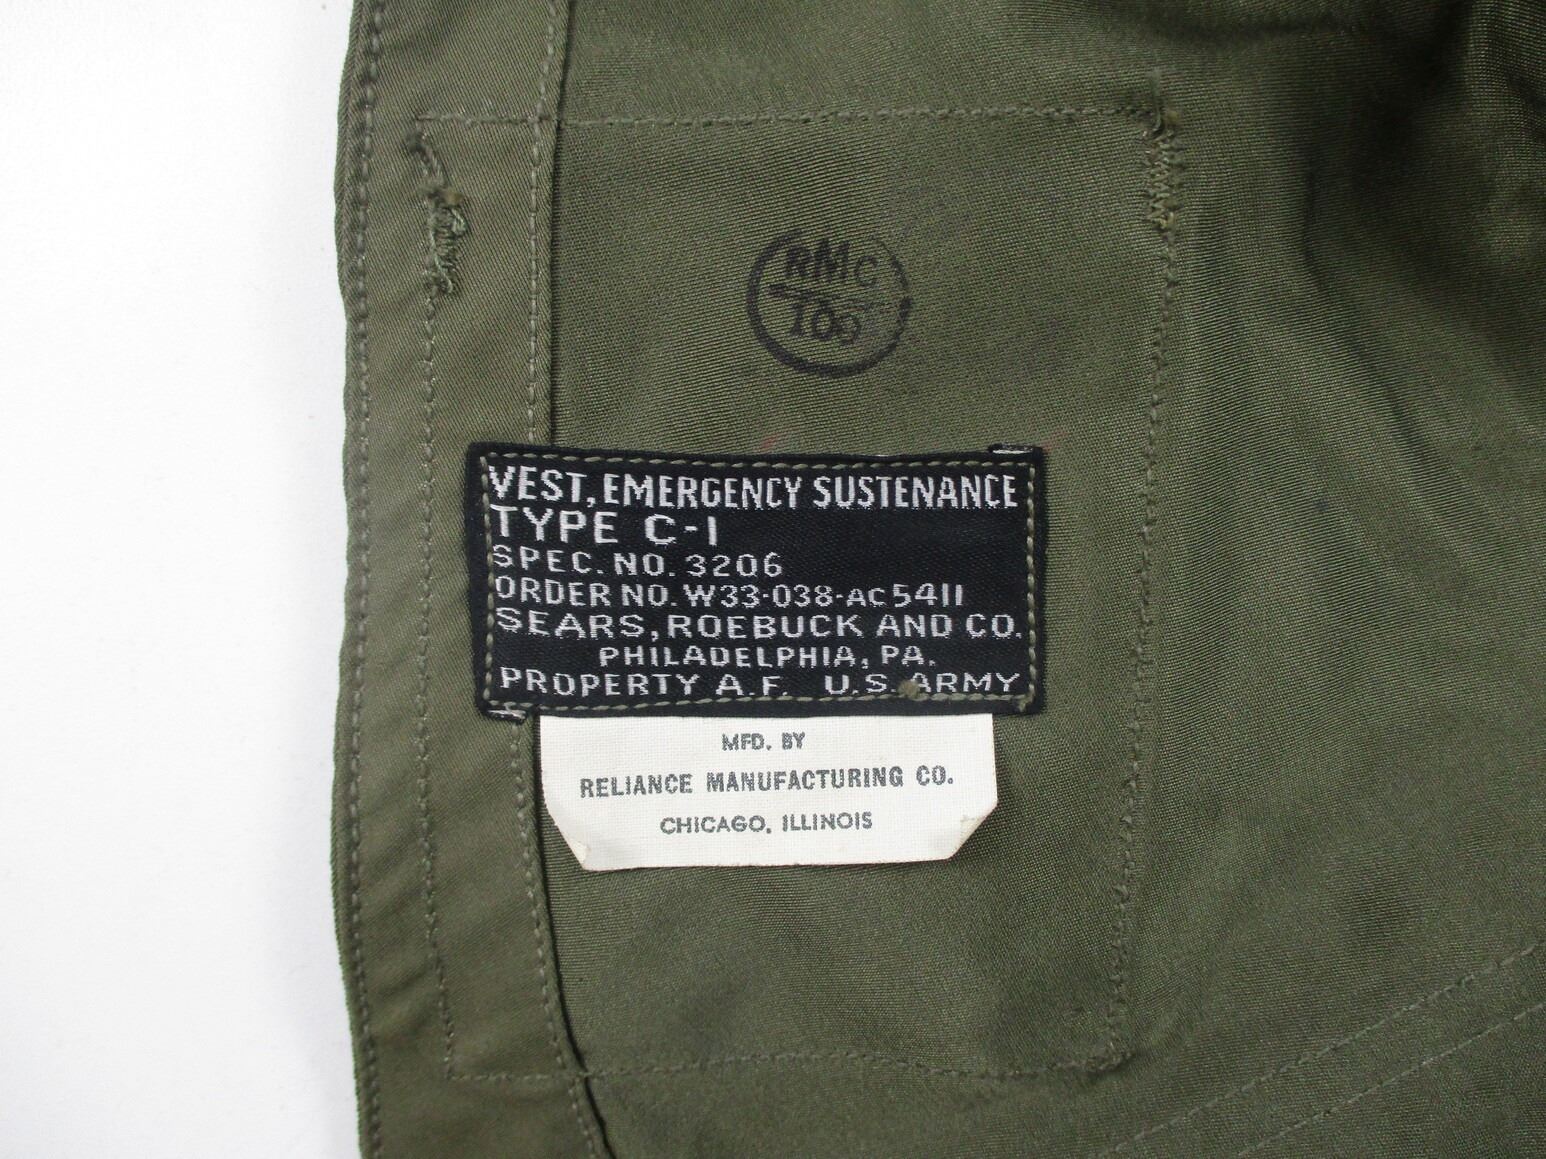 RMC
100
VEST, EMERGENCY SUSTENANCE
TYPE C-1
SPEC. NO. 3206
ORDER NO. W33-038-AC5411
SEARS, ROEBUCK AND CO.
PHILADELPHIA, PA.
PROPERTY A.F. U.S. ARMY
MFD. BY
RELIANCE MANUFACTURING CO.
CHICAGO, ILLINOIS